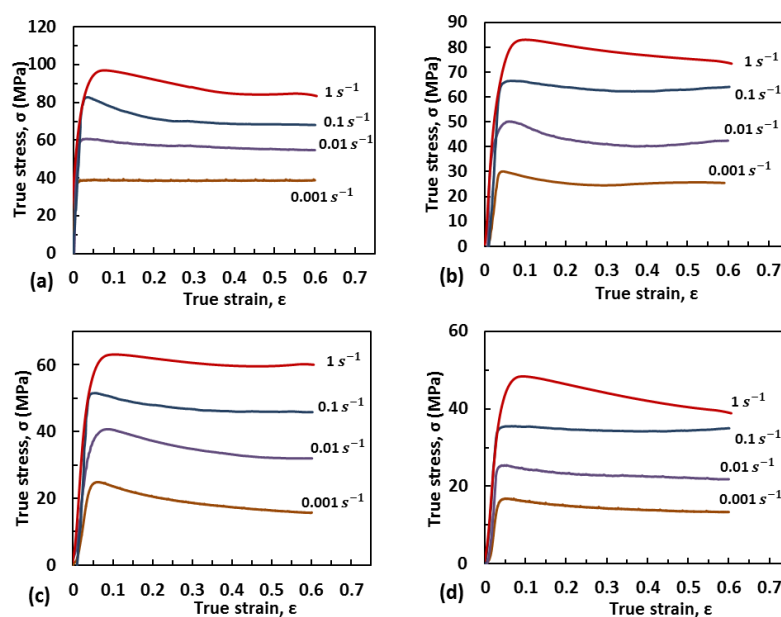 True stress, σ (MPa)
120
100
80
60
40
20
0
0 0.1 0.2 0.3 0.4 0.5 0.6 0.7
True strain, ε
1 s⁻¹
0.1 s⁻¹
0.01 s⁻¹
0.001 s⁻¹
(a)
True stress, σ (MPa)
90
80
70
60
50
40
30
20
10
0
0 0.1 0.2 0.3 0.4 0.5 0.6 0.7
True strain, ε
1 s⁻¹
0.1 s⁻¹
0.01 s⁻¹
0.001 s⁻¹
(b)
True stress, σ (MPa)
60
40
20
0
0 0.1 0.2 0.3 0.4 0.5 0.6 0.7
True strain, ε
1 s⁻¹
0.1 s⁻¹
0.01 s⁻¹
0.001 s⁻¹
(c)
True stress, σ (MPa)
60
40
20
0
0 0.1 0.2 0.3 0.4 0.5 0.6 0.7
True strain, ε
1 s⁻¹
0.1 s⁻¹
0.01 s⁻¹
0.001 s⁻¹
(d)